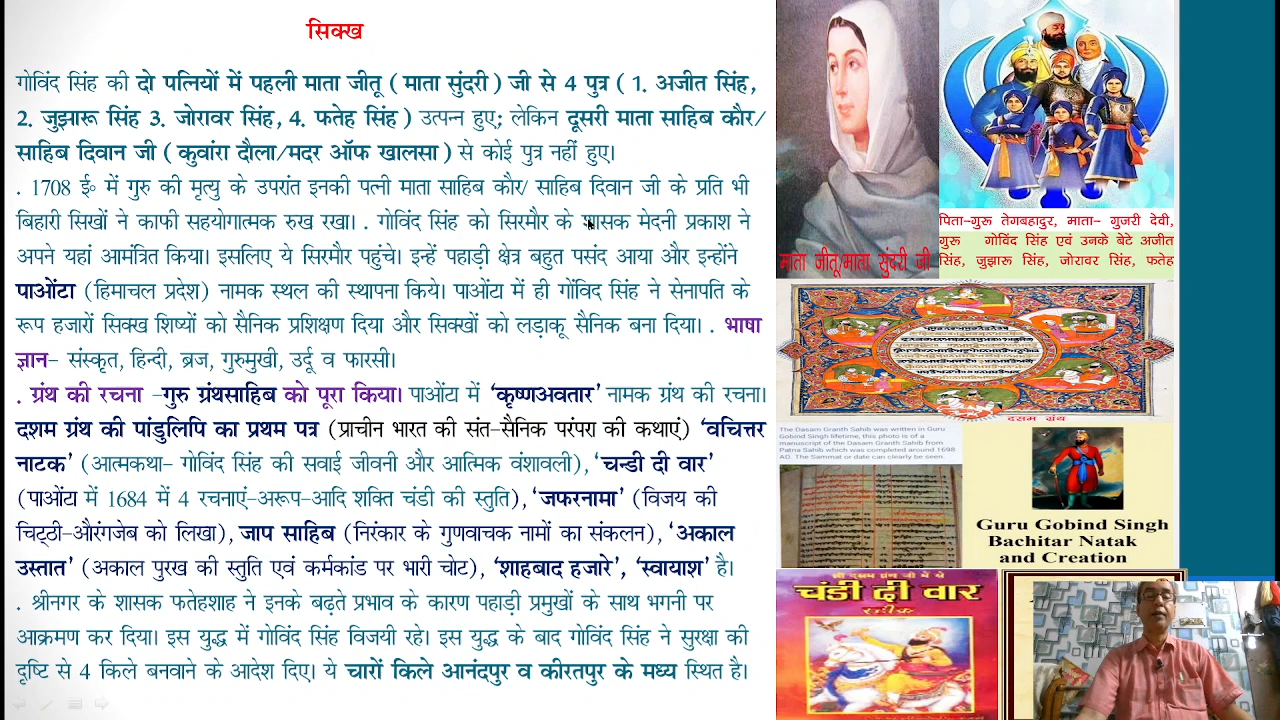 सिक्ख
गोविंद सिंह की दो पत्नियों में पहली माता जीतू ( माता सुंदरी ) जी से 4 पुत्र ( 1. अजीत सिंह,
2. जुझारू सिंह 3. जोरावर सिंह, 4. फतेह सिंह ) उत्पन्न हुए; लेकिन दूसरी माता साहिब कौर/
साहिब दिवान जी ( कुवांरा दौला/मदर ऑफ खालसा ) से कोई पुत्र नहीं हुए।
. 1708 ई॰ में गुरु की मृत्यु के उपरांत इनकी पत्नी माता साहिब कौर/ साहिब दिवान जी के प्रति भी
बिहारी सिखों ने काफी सहयोगात्मक रुख रखा। . गोविंद सिंह को सिरमौर के शासक मेदनी प्रकाश ने
अपने यहां आमंत्रित किया। इसलिए ये सिरमौर पहुंचे। इन्हें पहाड़ी क्षेत्र बहुत पसंद आया और इन्होंने
पाओंटा (हिमाचल प्रदेश) नामक स्थल की स्थापना किये। पाओंटा में ही गोंविद सिंह ने सेनापति के
रूप हजारों सिक्ख शिष्यों को सैनिक प्रशिक्षण दिया और सिक्खों को लड़ाकू सैनिक बना दिया। . भाषा
ज्ञान– संस्कृत, हिन्दी, ब्रज, गुरुमुखी, उर्दू व फारसी।
. ग्रंथ की रचना –गुरु ग्रंथसाहिब को पूरा किया। पाओंटा में ‘कृष्णअवतार’ नामक ग्रंथ की रचना।
दशम ग्रंथ की पांडुलिपि का प्रथम पत्र (प्राचीन भारत की संत–सैनिक परंपरा की कथाएं) ‘वचित्तर
नाटक’ (आत्मकथा– गोविंद सिंह की सवाई जीवनी और आत्मिक वंशावली), ‘चन्डी दी वार’
(पाओंटा में 1684 में 4 रचनाएं–अरूप–आदि शक्ति चंडी की स्तुति), ‘जफरनामा’ (विजय की
चिट्ठी–औरंगजेब को लिखा), जाप साहिब (निरंकार के गुणवाचक नामों का संकलन), ‘अकाल
उस्तात’ (अकाल पुरख की स्तुति एवं कर्मकांड पर भारी चोट), ‘शाहबाद हजारे’, ‘स्वायाश’ है।
. श्रीनगर के शासक फतेहशाह ने इनके बढ़ते प्रभाव के कारण पहाड़ी प्रमुखों के साथ भगनी पर
आक्रमण कर दिया। इस युद्ध में गोविंद सिंह विजयी रहे। इस युद्ध के बाद गोविंद सिंह ने सुरक्षा की
दृष्टि से 4 किले बनवाने के आदेश दिए। ये चारों किले आनंदपुर व कीरतपुर के मध्य स्थित है।
माता जीतू/माता सुंदरी जी
पिता–गुरू तेगबहादुर, माता– गुजरी देवी,
गुरू गोविंद सिंह एवं उनके बेटे अजीत
सिंह, जुझारू सिंह, जोरावर सिंह, फतेह
दसम ग्रंथ
The Dasam Granth Sahib was written in Guru
Gobind Singh lifetime, this photo is of a
manuscript of the Dasam Granth Sahib from
Patna Sahib which was completed around 1698
AD. The Sammat or date can clearly be seen.
Guru Gobind Singh
Bachitar Natak
and Creation
चंडी दी वार